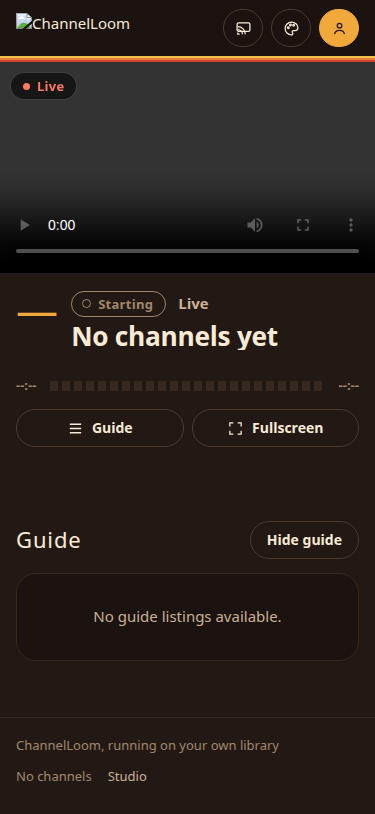 ChannelLoom
Live
0:00
Starting Live
No channels yet
--:-- --:--
Guide Fullscreen
Guide Hide guide
No guide listings available.
ChannelLoom, running on your own library
No channels Studio